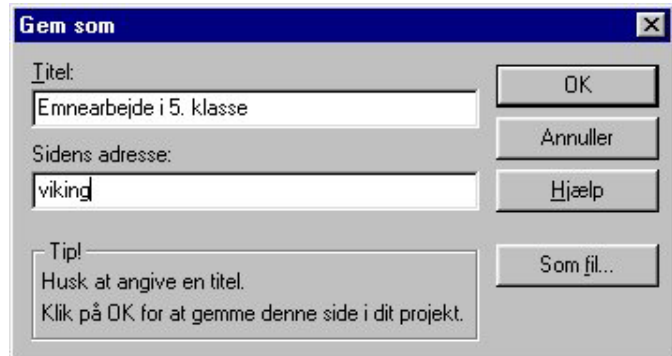 Gem som
Titel:
Emnearbejde i 5. klasse
Sidens adresse:
viking
OK
Annuller
Hjælp
Som fil...
Tip!
Husk at angive en titel.
Klik på OK for at gemme denne side i dit projekt.